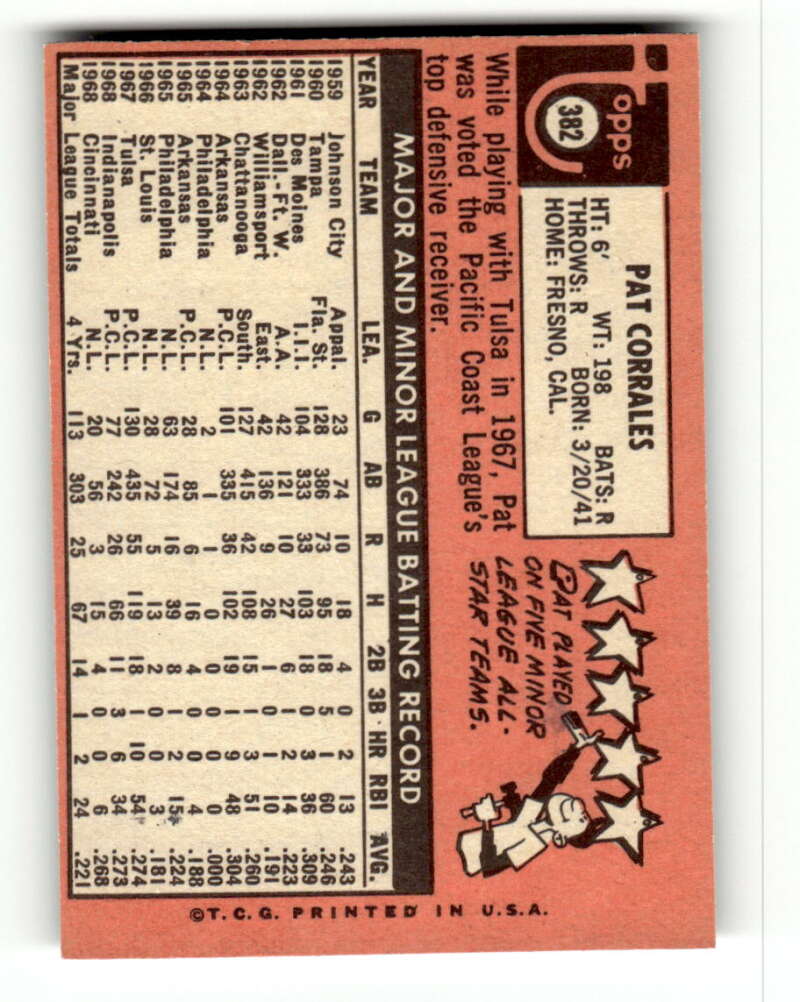 Topps
382
PAT CORRALES
HT: 6' WT: 198 BATS: R
THROWS: R BORN: 3/20/41
HOME: FRESNO, CAL.
While playing with Tulsa in 1967, Pat
was voted the Pacific Coast League's
top defensive receiver.
PAT PLAYED
ON FIVE MINOR
LEAGUE ALL-
STAR TEAMS.
MAJOR AND MINOR LEAGUE BATTING RECORD
YEAR TEAM LEA. G AB R H 2B 3B HR RBI AVG.
1959 Johnson City Appal. 23 74 10 18 4 0 2 13 .243
1960 Tampa Fla. St. 128 386 73 95 18 5 1 60 .246
1961 Des Moines I.I.I. 104 333 33 103 18 1 3 36 .309
1962 Dall.-Ft. W. A.A. 42 121 10 27 6 1 2 14 .223
1962 Williamsport East. 42 136 9 26 1 0 1 10 .191
1963 Chattanooga South. 127 415 42 108 15 1 3 51 .260
1964 Arkansas P.C.L. 101 335 36 102 19 1 9 48 .304
1964 Philadelphia N.L. 2 1 1 0 0 0 0 0 .000
1965 Arkansas P.C.L. 28 85 6 16 4 0 0 4 .188
1965 Philadelphia N.L. 63 174 16 39 8 1 2 15 .224
1966 St. Louis N.L. 28 72 5 13 2 0 0 3 .181
1967 Tulsa P.C.L. 130 435 55 119 18 0 10 54 .274
1968 Indianapolis P.C.L. 77 242 26 66 11 3 6 34 .273
1968 Cincinnati N.L. 20 56 3 15 4 0 0 6 .268
Major League Totals 4 Yrs. 113 303 25 67 14 1 2 24 .221
©T.C.G. PRINTED IN U.S.A.